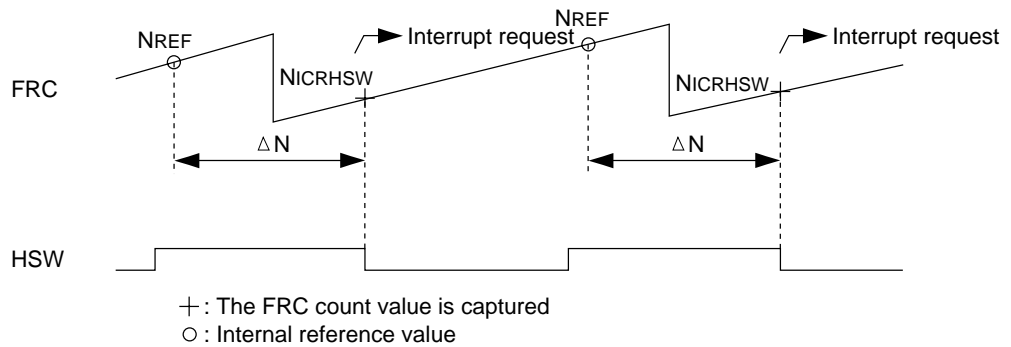 NREF
Interrupt request
NREF
Interrupt request
FRC
NICRHSW
NICRHSW
ΔN
ΔN
HSW
+ : The FRC count value is captured
○ : Internal reference value